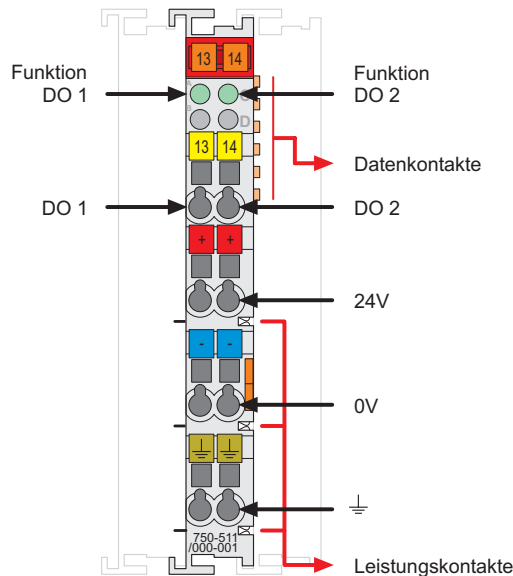 13 14
Funktion
DO 1
Funktion
DO 2
A
C
B
D
13 14
Datenkontakte
DO 1
DO 2
+ +
24V
- -
0V
750-511
/000-001
Leistungskontakte